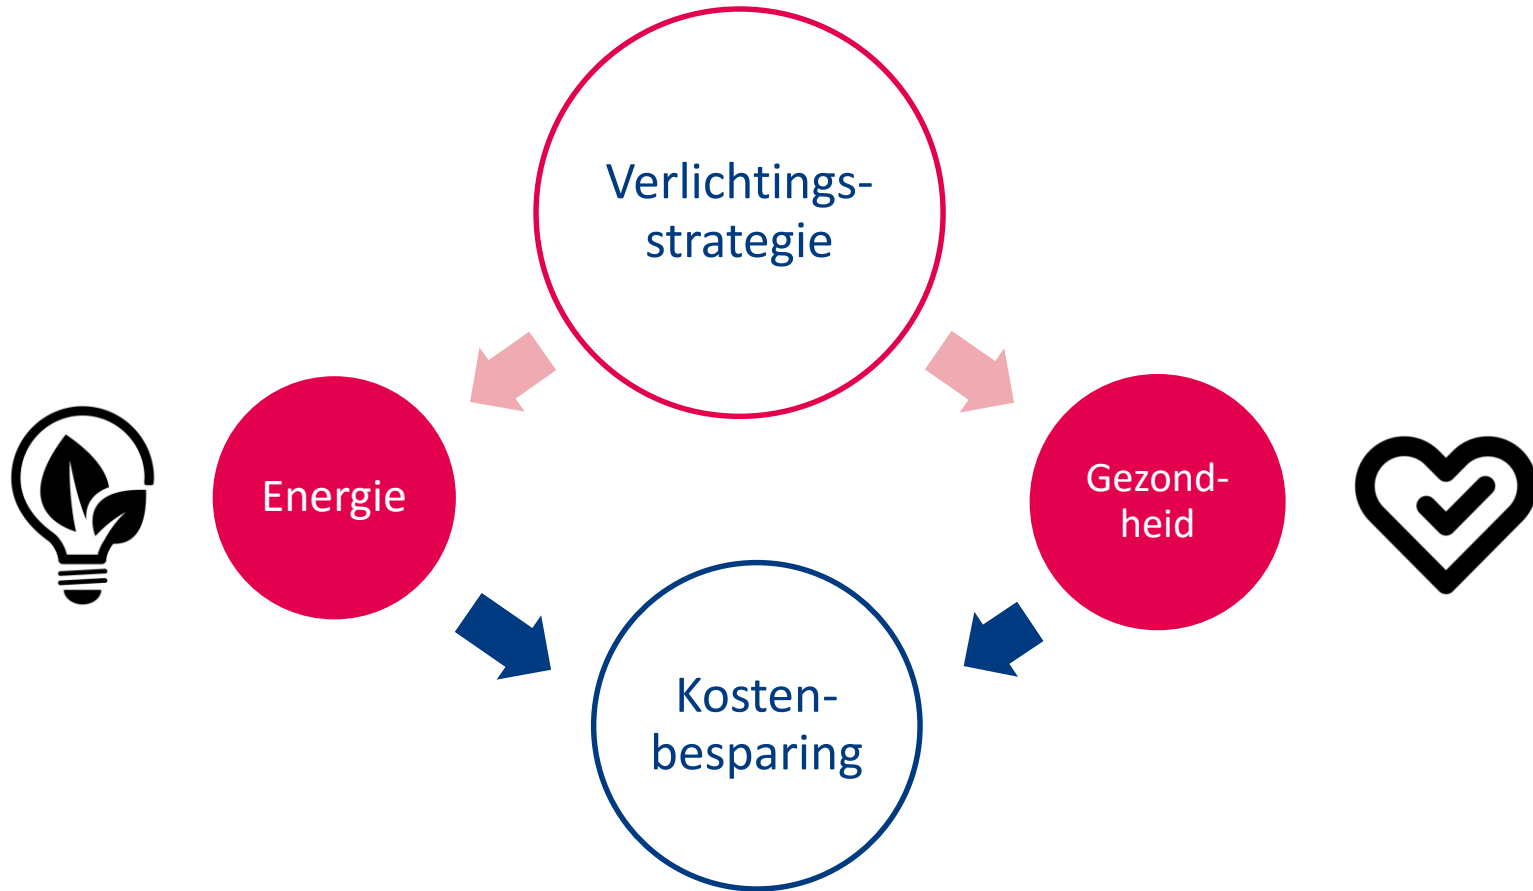 Verlichtings-
strategie
Energie
Gezond-
heid
Kosten-
besparing